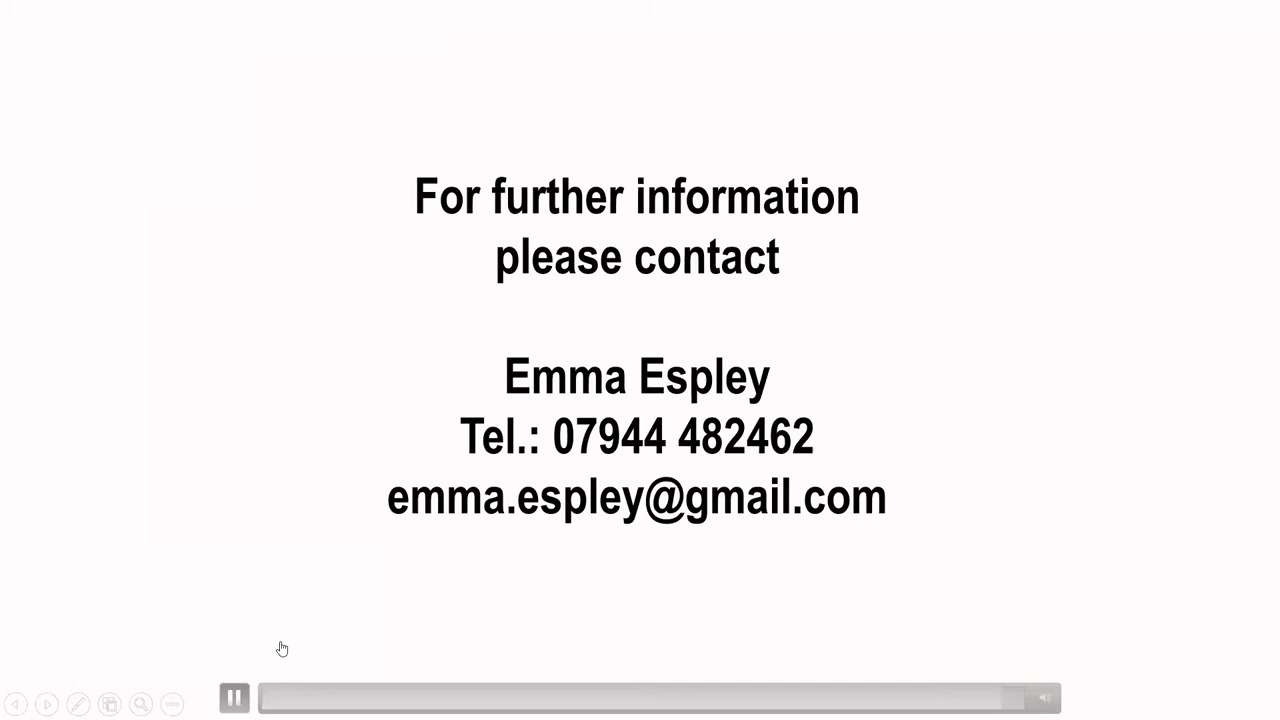 For further information
please contact
Emma Espley
Tel.: 07944 482462
emma.espley@gmail.com